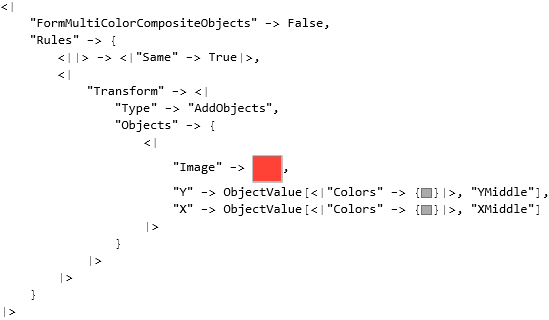 <|
"FormMultiColorCompositeObjects" -> False,
"Rules" -> {
<||> -> <|"Same" -> True|>,
<|
"Transform" -> <|
"Type" -> "AddObjects",
"Objects" -> {
<|
"Image" -> ,
"Y" -> ObjectValue[<|"Colors" -> {}|>, "YMiddle"],
"X" -> ObjectValue[<|"Colors" -> {}|>, "XMiddle"]
|>
}
|>
|>
}
|>